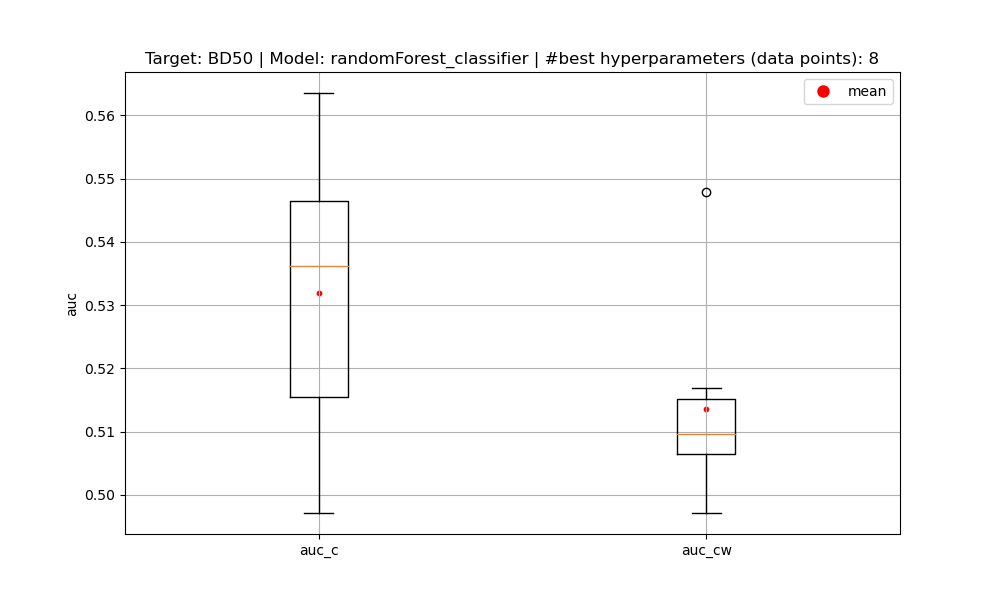 Target: BD50 | Model: randomForest_classifier | #best hyperparameters (data points): 8
mean
0.56
0.55
0.54
0.53
0.52
0.51
0.50
auc
auc_c
auc_cw